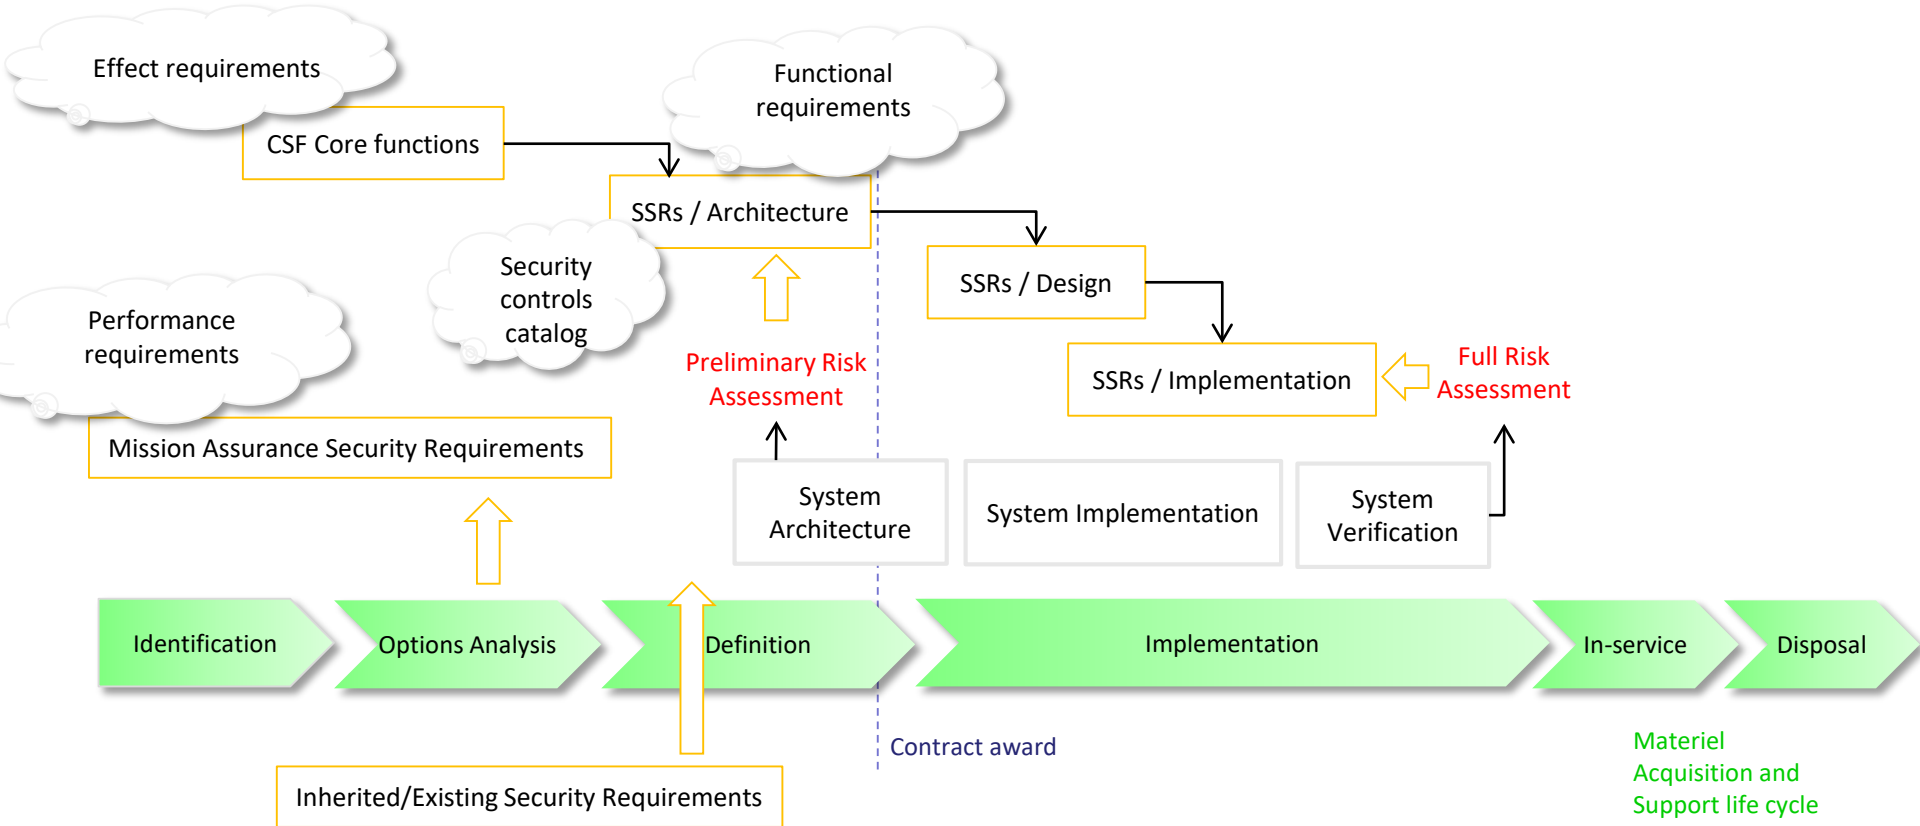 Effect requirements
Functional
requirements
CSF Core functions
SSRs / Architecture
Security
controls
catalog
SSRs / Design
Performance
requirements
Preliminary Risk
Assessment
SSRs / Implementation
Full Risk
Assessment
Mission Assurance Security Requirements
System
Architecture
System Implementation
System
Verification
Identification
Options Analysis
Definition
Implementation
In-service
Disposal
Contract award
Materiel
Acquisition and
Support life cycle
Inherited/Existing Security Requirements